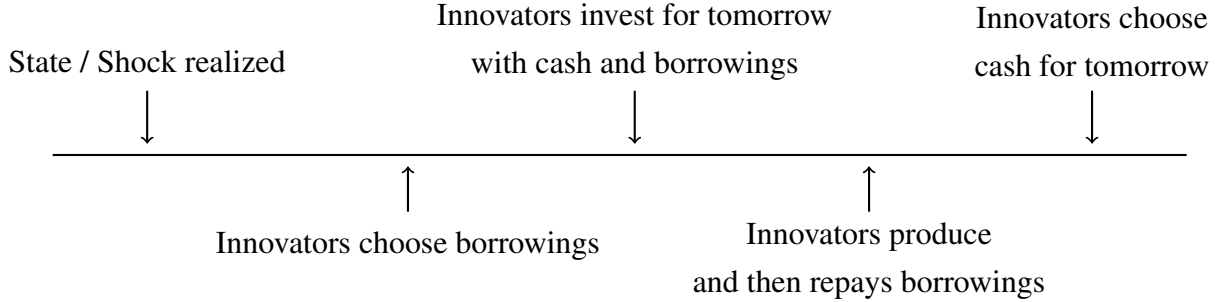 State / Shock realized
Innovators choose borrowings
Innovators invest for tomorrow
with cash and borrowings
Innovators produce
and then repays borrowings
Innovators choose
cash for tomorrow